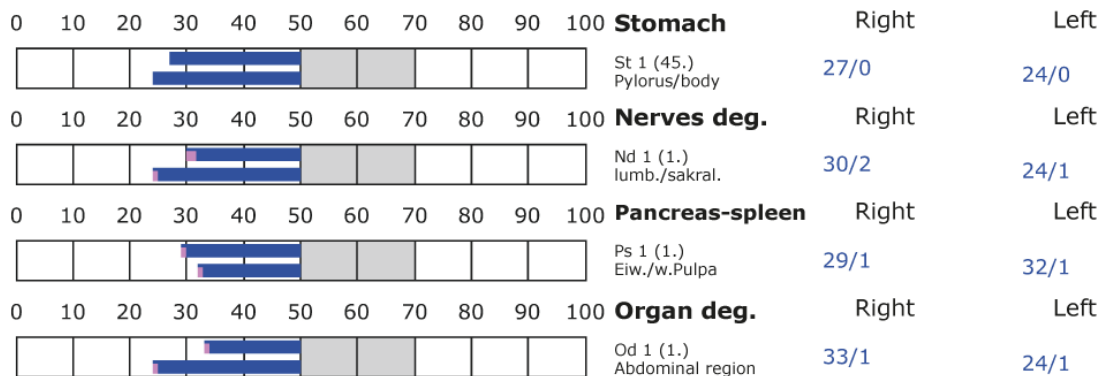 0 10 20 30 40 50 60 70 80 90 100 Stomach Right Left
St 1 (45.)
Pylorus/body
27/0 24/0
0 10 20 30 40 50 60 70 80 90 100 Nerves deg. Right Left
Nd 1 (1.)
lumb./sakral.
30/2 24/1
0 10 20 30 40 50 60 70 80 90 100 Pancreas-spleen Right Left
Ps 1 (1.)
Eiw./w.Pulpa
29/1 32/1
0 10 20 30 40 50 60 70 80 90 100 Organ deg. Right Left
Od 1 (1.)
Abdominal region
33/1 24/1